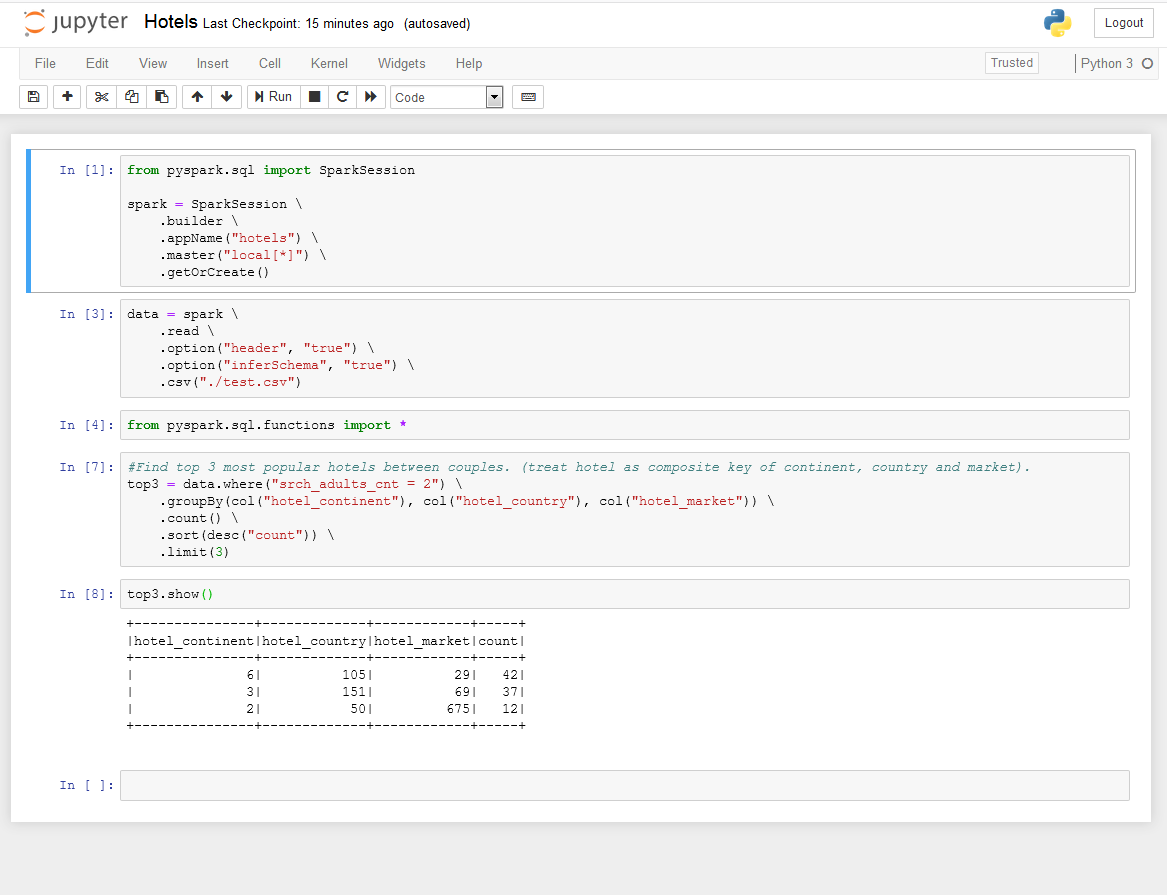 jupyter Hotels Last Checkpoint: 15 minutes ago (autosaved) Logout
File Edit View Insert Cell Kernel Widgets Help Trusted Python 3
Run Code
In [1]: from pyspark.sql import SparkSession
spark = SparkSession \
    .builder \
    .appName("hotels") \
    .master("local[*]") \
    .getOrCreate()
In [3]: data = spark \
    .read \
    .option("header", "true") \
    .option("inferSchema", "true") \
    .csv("./test.csv")
In [4]: from pyspark.sql.functions import *
In [7]: #Find top 3 most popular hotels between couples. (treat hotel as composite key of continent, country and market).
top3 = data.where("srch_adults_cnt = 2") \
    .groupBy(col("hotel_continent"), col("hotel_country"), col("hotel_market")) \
    .count() \
    .sort(desc("count")) \
    .limit(3)
In [8]: top3.show()
+---------------+-------------+------------+-----+
|hotel_continent|hotel_country|hotel_market|count|
+---------------+-------------+------------+-----+
|              6|          105|          29|   42|
|              3|          151|          69|   37|
|              2|           50|         675|   12|
+---------------+-------------+------------+-----+
In [ ]: